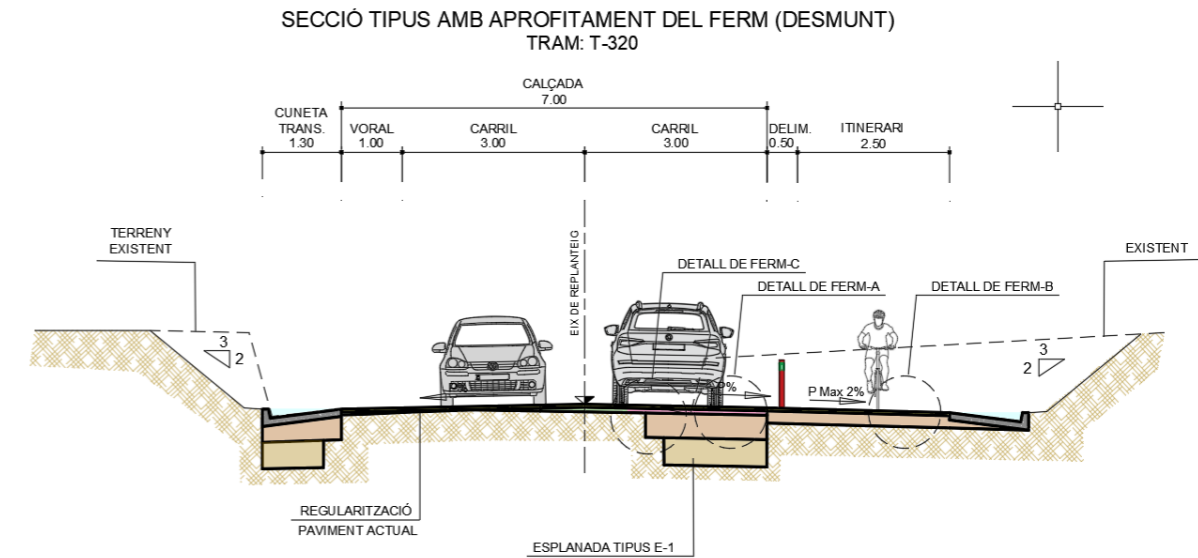 SECCIÓ TIPUS AMB APROFITAMENT DEL FERM (DESMUNT)
TRAM: T-320
CALÇADA
7.00
CUNETA
TRANS.
1.30
VORAL
1.00
CARRIL
3.00
CARRIL
3.00
DELIM.
0.50
ITINERARI
2.50
TERRENY
EXISTENT
EIX DE REPLANTEIG
DETALL DE FERM-C
DETALL DE FERM-A
DETALL DE FERM-B
EXISTENT
3
2
3
2
P%
P Max 2%
REGULARITZACIÓ
PAVIMENT ACTUAL
ESPLANADA TIPUS E-1